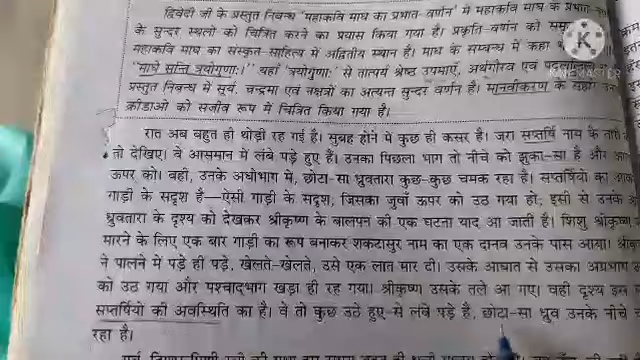 द्विवेदी जी के प्रस्तुत निबन्ध 'महाकवि माघ का प्रभात-वर्णन' में महाकवि माघ के प्रभात-
के सुन्दर स्थलों को चित्रित करने का प्रयास किया गया है। प्रकृति-वर्णन की
महाकवि माघ का संस्कृत-साहित्य में अद्वितीय स्थान है। माघ के सम्बन्ध में कहा
"माघे सन्ति त्रयोगुणाः।" यहाँ 'त्रयोगुणाः' से तात्पर्य श्रेष्ठ उपमाएँ, अर्थगौरव एवं
प्रस्तुत निबन्ध में सूर्य, चन्द्रमा एवं नक्षत्रों का अत्यन्त सुन्दर वर्णन है। मानवीकरण के
क्रीडाओं को सजीव रूप में चित्रित किया गया है।
रात अब बहुत ही थोड़ी रह गई है। सुबह होने में कुछ ही कसर है। जरा सप्तर्षि नाम के
तो देखिए। वे आसमान में लंबे पड़े हुए हैं। उनका पिछला भाग तो नीचे को झुका-सा है और
ऊपर को। वहीं, उनके अधोभाग में, छोटा-सा ध्रुवतारा कुछ-कुछ चमक रहा है। सप्तर्षियों का
गाड़ी के सदृश है—ऐसी गाड़ी के सदृश, जिसका जुवाँ ऊपर को उठ गया हो; इसी से उनके
ध्रुवतारा के दृश्य को देखकर श्रीकृष्ण के बालपन की एक घटना याद आ जाती है। शिशु श्रीकृष्ण
मारने के लिए एक बार गाड़ी का रूप बनाकर शकटासुर नाम का एक दानव उनके पास आया।
ने पालने में पड़े ही पड़े, खेलते-खेलते, उसे एक लात मार दी। उसके आघात से उसका अग्रभाग
को उठ गया और पश्चाद्भाग खड़ा ही रह गया। श्रीकृष्ण उसके तले आ गए। वही दृश्य इस
सप्तर्षियों की अवस्थिति का है। वे तो कुछ उठे हुए-से लंबे पड़े हैं, छोटा-सा ध्रुव उनके नीचे
रहा है।
K
KINEMASTER